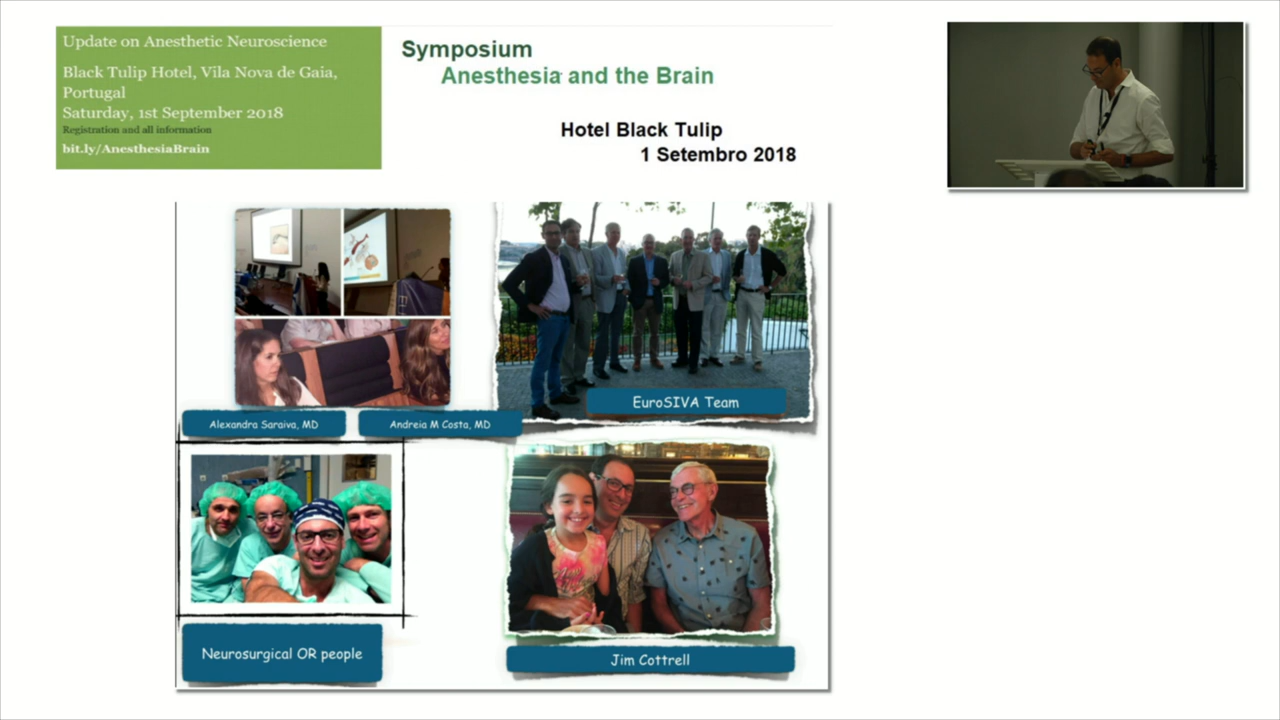 Update on Anesthetic Neuroscience
Black Tulip Hotel, Vila Nova de Gaia,
Portugal
Saturday, 1st September 2018
Registration and all information
bit.ly/AnesthesiaBrain
Symposium
Anesthesia and the Brain
Hotel Black Tulip
1 Setembro 2018
EuroSIVA Team
Alexandra Saraiva, MD
Andreia M Costa, MD
Neurosurgical OR people
Jim Cottrell